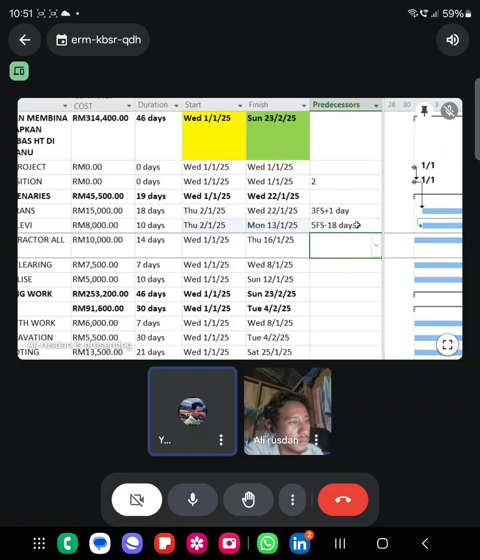 10:51
59%
erm-kbsr-qdh
COST Duration Start Finish Predecessors 28 30
AN MEMBINA RM314,400.00 46 days Wed 1/1/25 Sun 23/2/25
APKAN
BAS HT DI
ANU
PROJECT RM0.00 0 days Wed 1/1/25 Wed 1/1/25 1/1
SITION RM0.00 0 days Wed 1/1/25 Wed 1/1/25 2 1/1
ENARIES RM45,500.00 19 days Wed 1/1/25 Wed 22/1/25
RANS RM15,000.00 18 days Thu 2/1/25 Wed 22/1/25 3FS+1 day
LEVI RM8,000.00 10 days Thu 2/1/25 Mon 13/1/25 5FS-18 days
RACTOR ALL RM10,000.00 14 days Wed 1/1/25 Thu 16/1/25
CLEARING RM7,500.00 7 days Wed 1/1/25 Wed 8/1/25
LISE RM5,000.00 10 days Wed 1/1/25 Sun 12/1/25
NG WORK RM253,200.00 46 days Wed 1/1/25 Sun 23/2/25
RM91,600.00 30 days Wed 1/1/25 Tue 4/2/25
TH WORK RM6,000.00 7 days Wed 1/1/25 Wed 8/1/25
AVATION RM5,500.00 30 days Wed 1/1/25 Tue 4/2/25
OTING RM13,500.00 21 days Wed 1/1/25 Sat 25/1/25
Ali rusdan is presenting
Y...
Ali rusdan
2